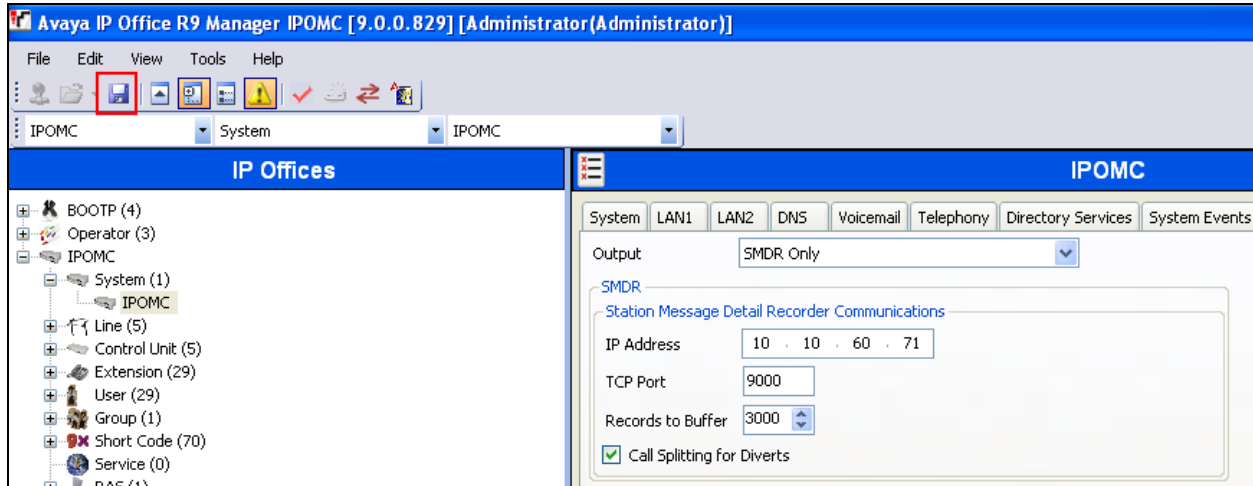 Avaya IP Office R9 Manager IPOMC [9.0.0.829] [Administrator(Administrator)]
File Edit View Tools Help
IPOMC System IPOMC
IP Offices
BOOTP (4)
Operator (3)
IPOMC
System (1)
IPOMC
Line (5)
Control Unit (5)
Extension (29)
User (29)
Group (1)
Short Code (70)
Service (0)
RAS (1)
IPOMC
System LAN1 LAN2 DNS Voicemail Telephony Directory Services System Events
Output SMDR Only
SMDR
Station Message Detail Recorder Communications
IP Address 10 . 10 . 60 . 71
TCP Port 9000
Records to Buffer 3000
Call Splitting for Diverts